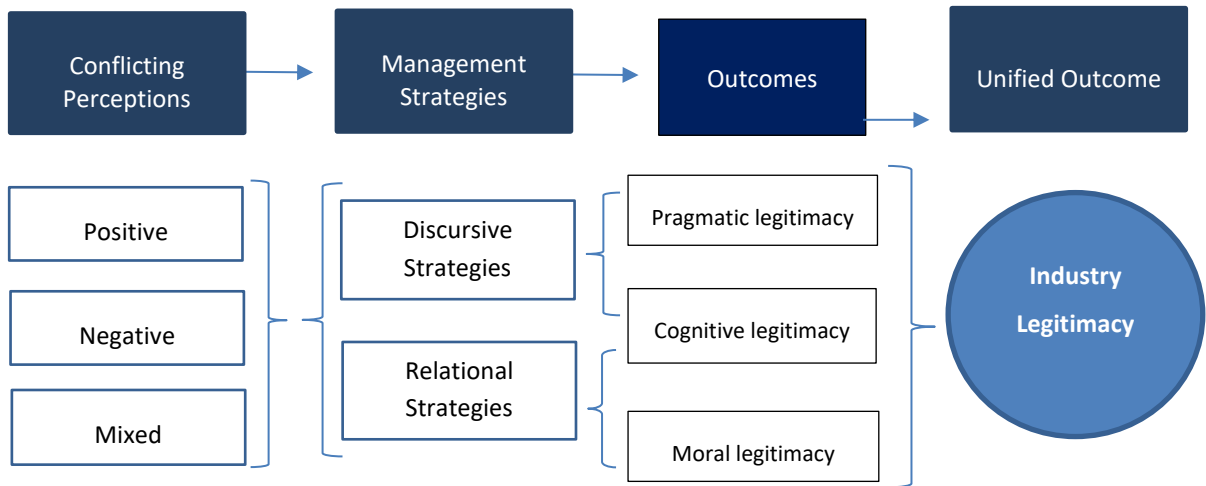 Conflicting
Perceptions
Management
Strategies
Outcomes
Unified Outcome
Positive
Negative
Mixed
Discursive
Strategies
Relational
Strategies
Pragmatic legitimacy
Cognitive legitimacy
Moral legitimacy
Industry
Legitimacy